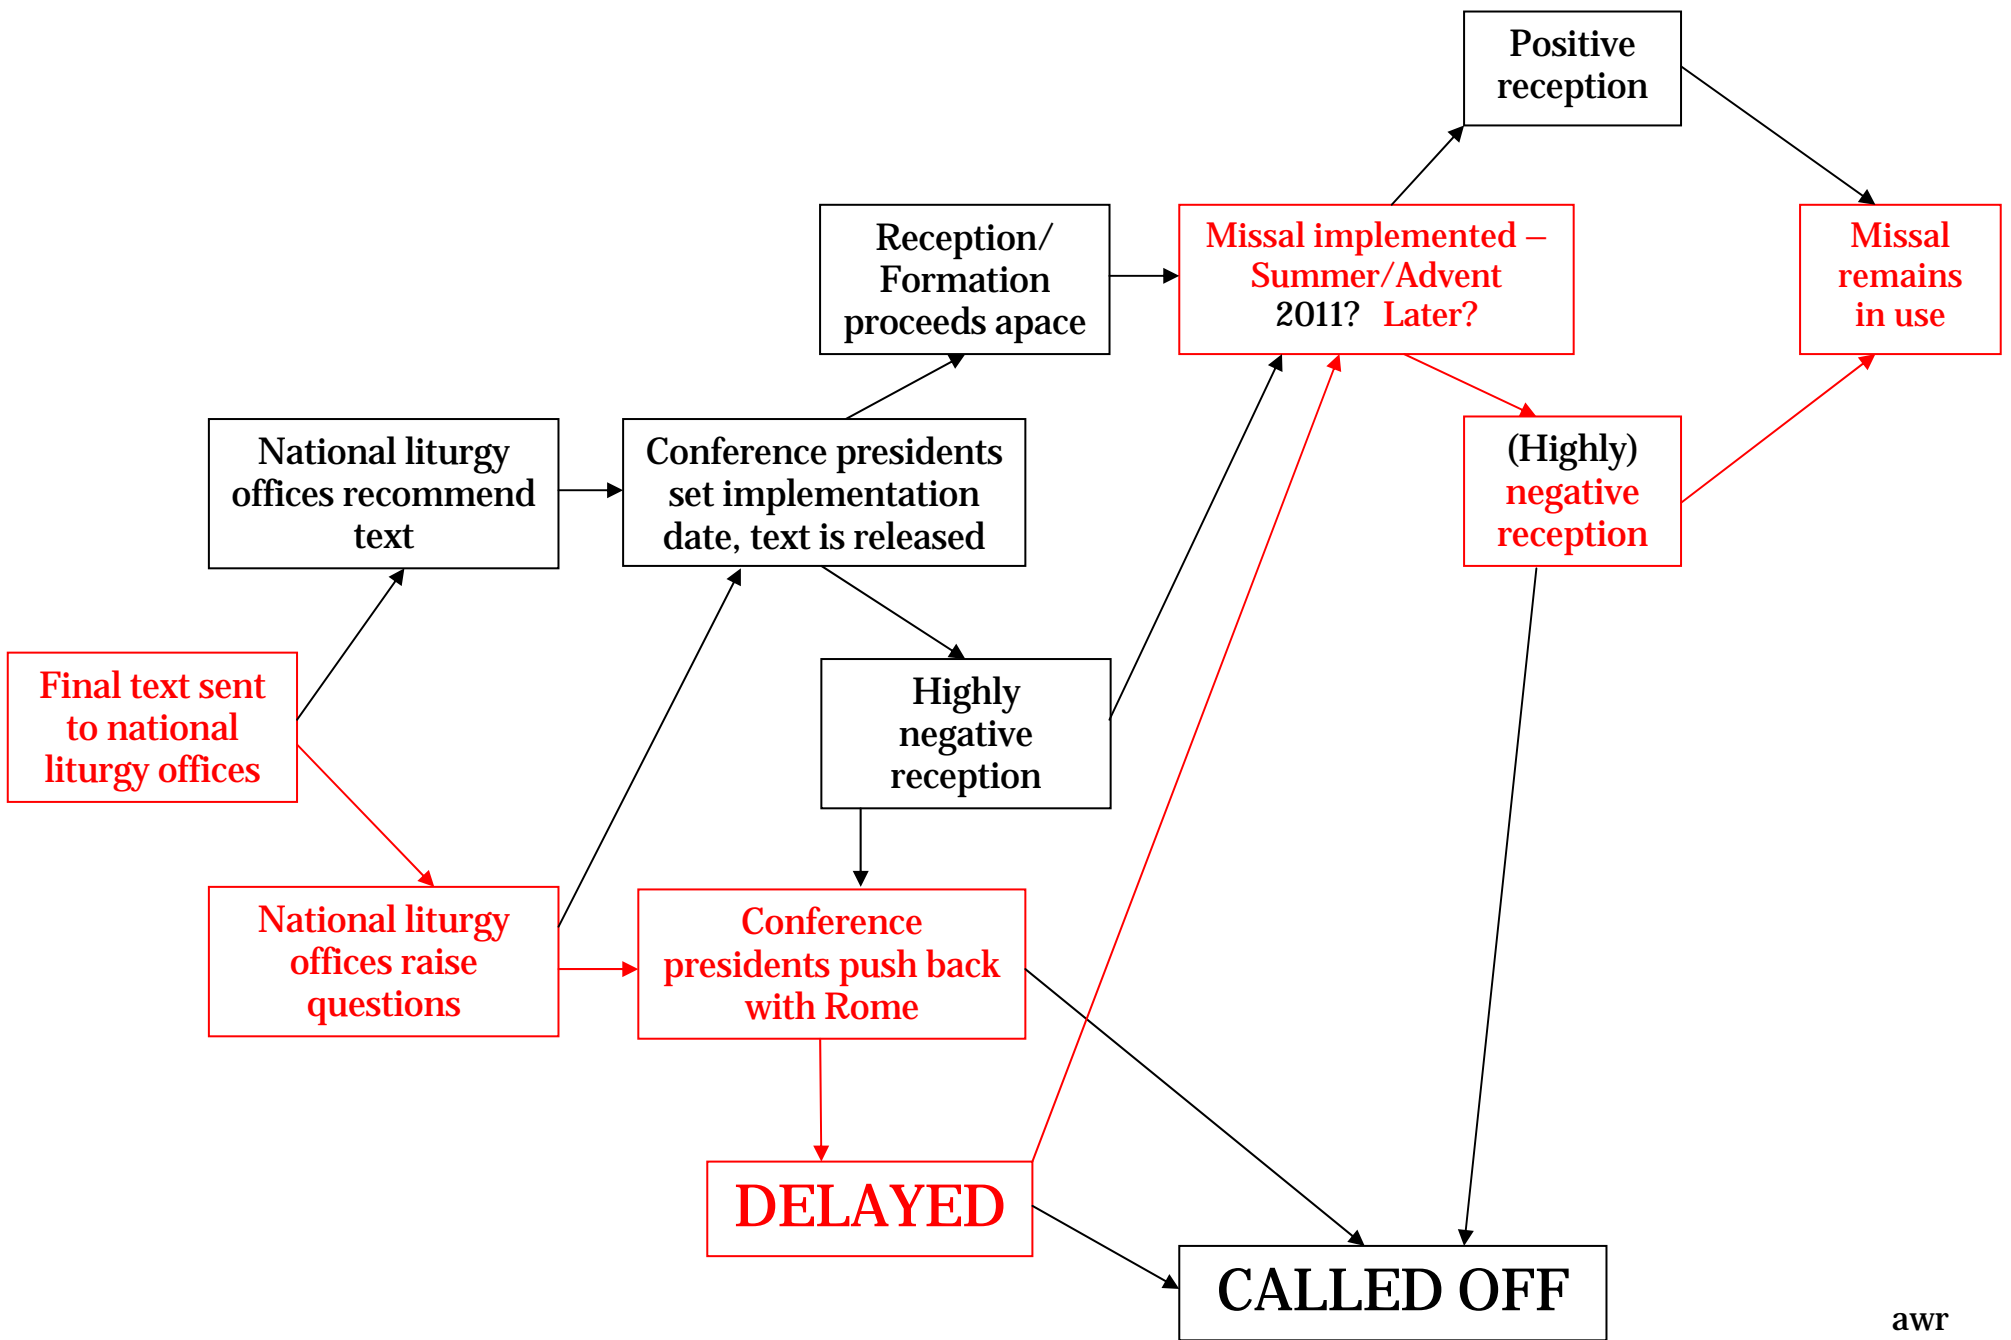 Positive
reception
Reception/
Formation
proceeds apace
Missal implemented –
Summer/Advent
2011? Later?
Missal
remains
in use
National liturgy
offices recommend
text
Conference presidents
set implementation
date, text is released
(Highly)
negative
reception
Final text sent
to national
liturgy offices
Highly
negative
reception
National liturgy
offices raise
questions
Conference
presidents push back
with Rome
DELAYED
CALLED OFF
awr